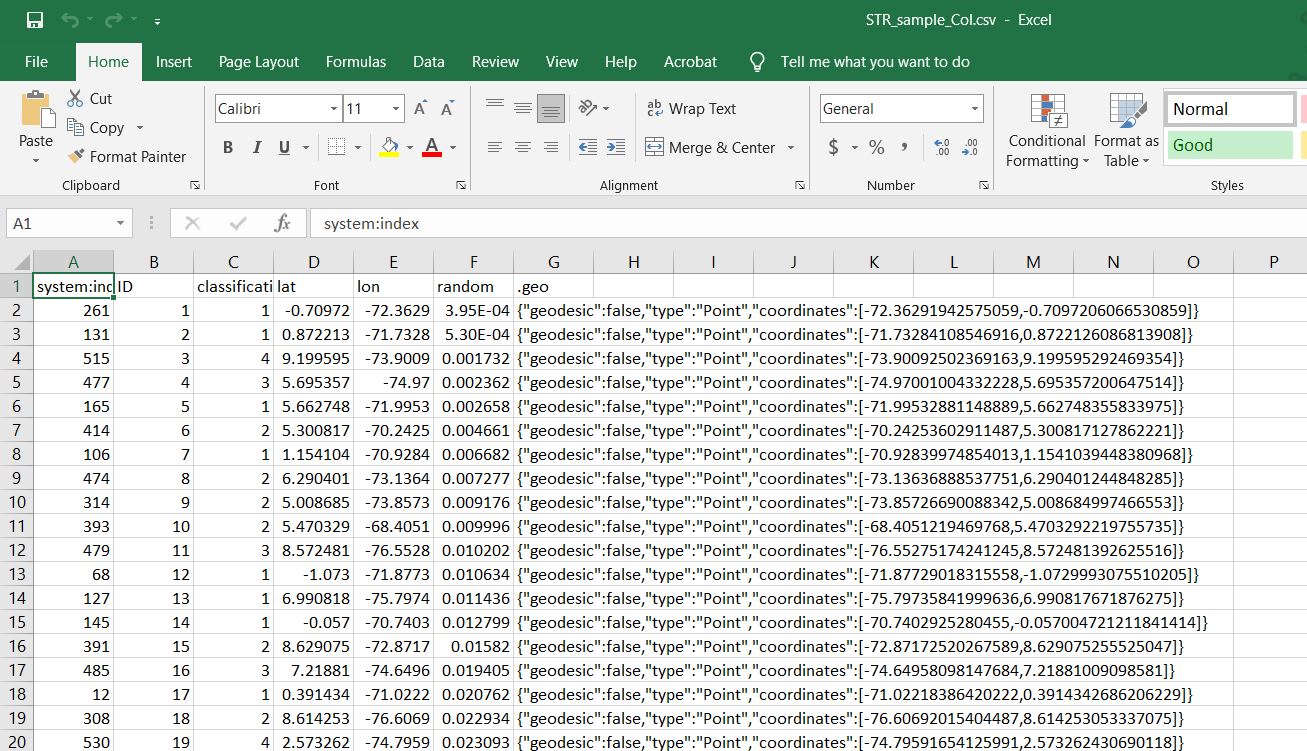 STR_sample_Col.csv - Excel
File Home Insert Page Layout Formulas Data Review View Help Acrobat Tell me what you want to do
Paste Cut Copy Format Painter
Calibri 11 A A
B I U A
Wrap Text
Merge & Center
General
$ % ,
Conditional Formatting
Format as Table
Normal
Good
Clipboard Font Alignment Number Styles
A1 fx system:index
A B C D E F G H I J K L M N O P
1 system:ind ID classificati lat lon random .geo
2 261 1 1 -0.70972 -72.3629 3.95E-04 {"geodesic":false,"type":"Point","coordinates":[-72.36291942575059,-0.7097206066530859]}
3 131 2 1 0.872213 -71.7328 5.30E-04 {"geodesic":false,"type":"Point","coordinates":[-71.73284108546916,0.8722126086813908]}
4 515 3 4 9.199595 -73.9009 0.001732 {"geodesic":false,"type":"Point","coordinates":[-73.90092502369163,9.199595292469354]}
5 477 4 3 5.695357 -74.97 0.002362 {"geodesic":false,"type":"Point","coordinates":[-74.97001004332228,5.695357200647514]}
6 165 5 1 5.662748 -71.9953 0.002658 {"geodesic":false,"type":"Point","coordinates":[-71.99532881148889,5.662748355833975]}
7 414 6 2 5.300817 -70.2425 0.004661 {"geodesic":false,"type":"Point","coordinates":[-70.24253602911487,5.300817127862221]}
8 106 7 1 1.154104 -70.9284 0.006682 {"geodesic":false,"type":"Point","coordinates":[-70.92839974854013,1.1541039448380968]}
9 474 8 2 6.290401 -73.1364 0.007277 {"geodesic":false,"type":"Point","coordinates":[-73.13636888537751,6.290401244848285]}
10 314 9 2 5.008685 -73.8573 0.009176 {"geodesic":false,"type":"Point","coordinates":[-73.85726690088342,5.008684997466553]}
11 393 10 2 5.470329 -68.4051 0.009996 {"geodesic":false,"type":"Point","coordinates":[-68.4051219469768,5.4703292219755735]}
12 479 11 3 8.572481 -76.5528 0.010202 {"geodesic":false,"type":"Point","coordinates":[-76.55275174241245,8.572481392625516]}
13 68 12 1 -1.073 -71.8773 0.010634 {"geodesic":false,"type":"Point","coordinates":[-71.87729018315558,-1.0729993075510205]}
14 127 13 1 6.990818 -75.7974 0.011436 {"geodesic":false,"type":"Point","coordinates":[-75.79735841999636,6.990817671876275]}
15 145 14 1 -0.057 -70.7403 0.012799 {"geodesic":false,"type":"Point","coordinates":[-70.7402925280455,-0.057004721211841414]}
16 391 15 2 8.629075 -72.8717 0.01582 {"geodesic":false,"type":"Point","coordinates":[-72.87172520267589,8.629075255525047]}
17 485 16 3 7.21881 -74.6496 0.019405 {"geodesic":false,"type":"Point","coordinates":[-74.64958098147684,7.21881009098581]}
18 12 17 1 0.391434 -71.0222 0.020762 {"geodesic":false,"type":"Point","coordinates":[-71.02218386420222,0.3914342686206229]}
19 308 18 2 8.614253 -76.6069 0.022934 {"geodesic":false,"type":"Point","coordinates":[-76.60692015404487,8.614253053337075]}
20 530 19 4 2.573262 -74.7959 0.023093 {"geodesic":false,"type":"Point","coordinates":[-74.79591654125991,2.573262430690118]}